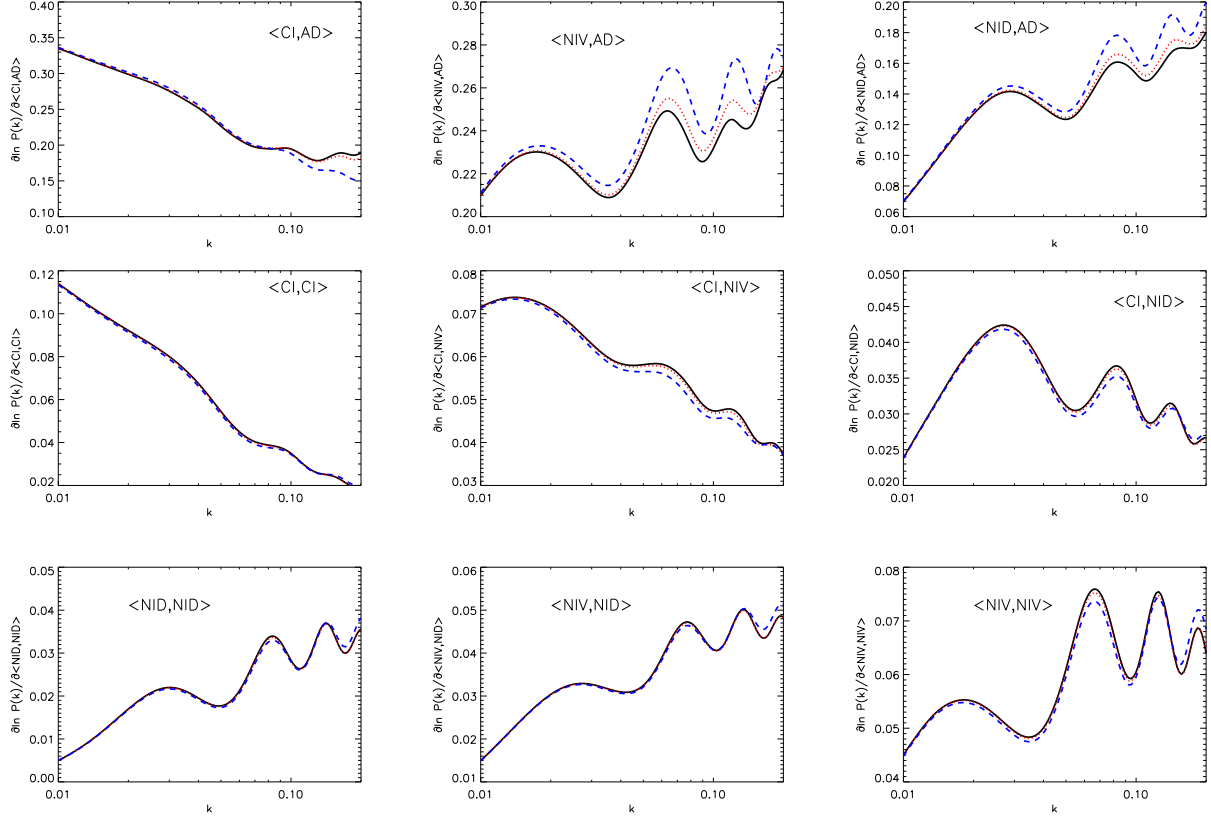 <CI,AD>
∂ln P(k)/∂<CI,AD>
0.40
0.35
0.30
0.25
0.20
0.15
0.10
0.01
0.10
k
<NIV,AD>
∂ln P(k)/∂<NIV,AD>
0.30
0.28
0.26
0.24
0.22
0.20
0.01
0.10
k
<NID,AD>
∂ln P(k)/∂<NID,AD>
0.20
0.18
0.16
0.14
0.12
0.10
0.08
0.06
0.01
0.10
k
<CI,CI>
∂ln P(k)/∂<CI,CI>
0.12
0.10
0.08
0.06
0.04
0.02
0.01
0.10
k
<CI,NIV>
∂ln P(k)/∂<CI,NIV>
0.08
0.07
0.06
0.05
0.04
0.03
0.01
0.10
k
<CI,NID>
∂ln P(k)/∂<CI,NID>
0.050
0.045
0.040
0.035
0.030
0.025
0.020
0.01
0.10
k
<NID,NID>
∂ln P(k)/∂<NID,NID>
0.05
0.04
0.03
0.02
0.01
0.00
0.01
0.10
k
<NIV,NID>
∂ln P(k)/∂<NIV,NID>
0.06
0.05
0.04
0.03
0.02
0.01
0.01
0.10
k
<NIV,NIV>
∂ln P(k)/∂<NIV,NIV>
0.08
0.07
0.06
0.05
0.04
0.01
0.10
k